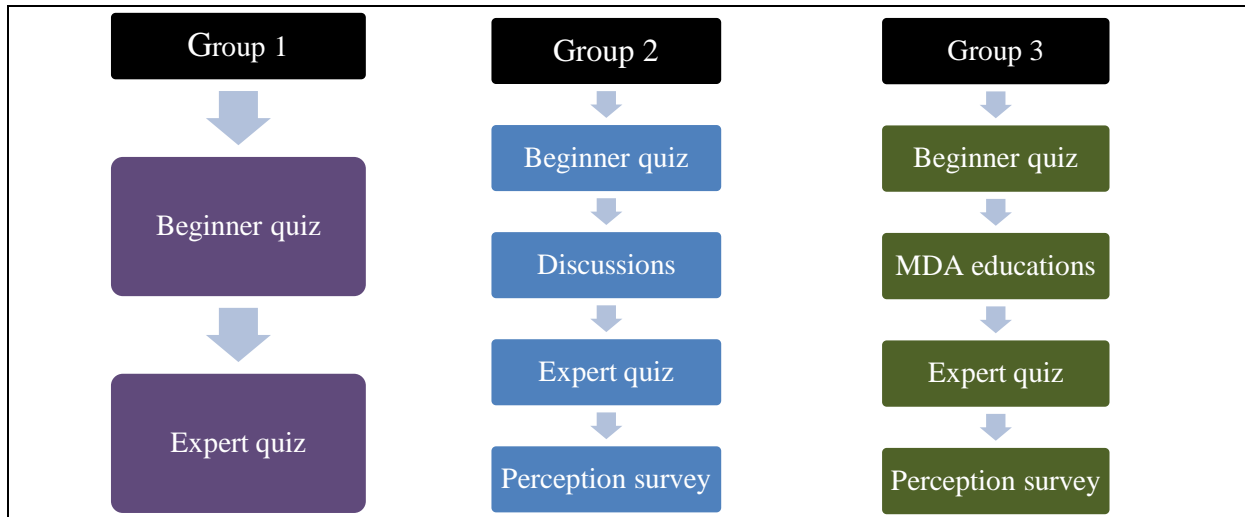 Group 1
Beginner quiz
Expert quiz
Group 2
Beginner quiz
Discussions
Expert quiz
Perception survey
Group 3
Beginner quiz
MDA educations
Expert quiz
Perception survey